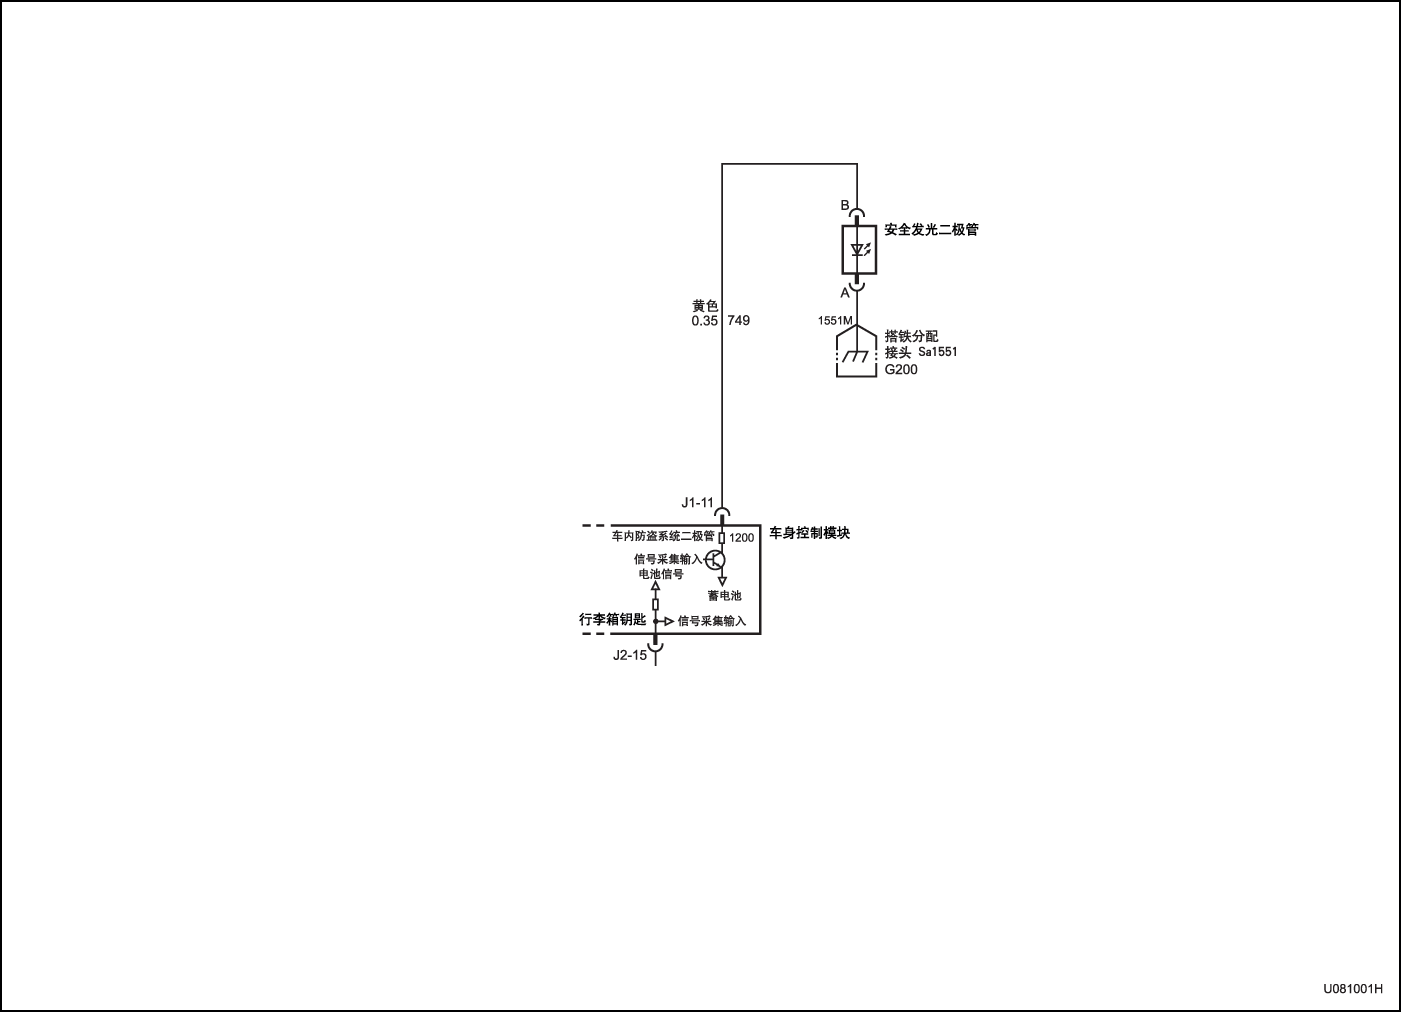 B
安全发光二极管
A
黄色
0.35 749
1551M
搭铁分配
接头 Sa1551
G200
J1-11
车身控制模块
车内防盗系统二极管 1200
信号采集输入
电池信号
蓄电池
行李箱钥匙 信号采集输入
J2-15
U081001H